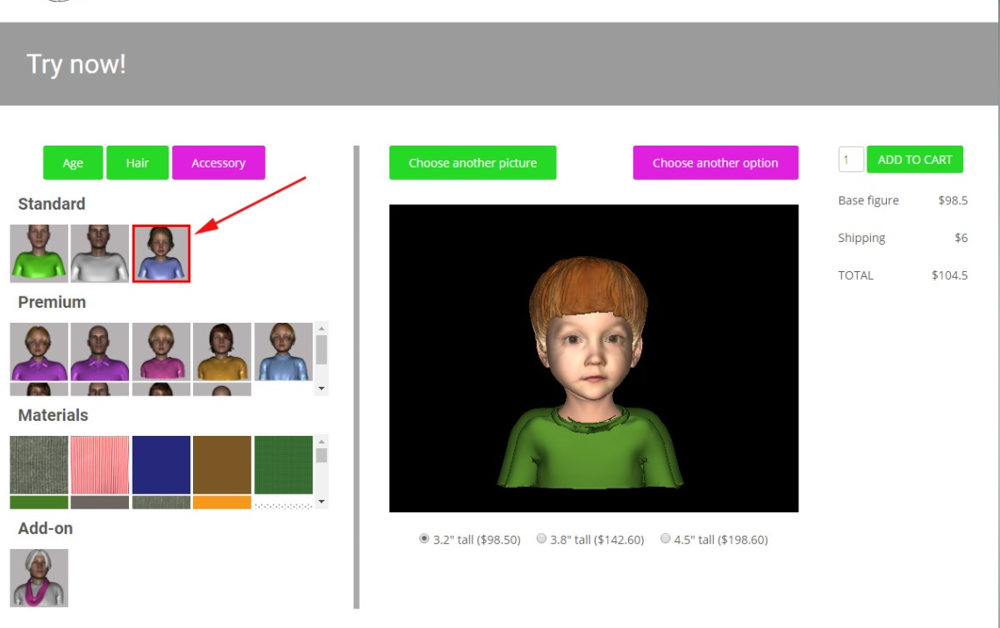 Try now!
Age
Hair
Accessory
Standard
Premium
Materials
Add-on
Choose another picture
Choose another option
3.2" tall ($98.50)
3.8" tall ($142.60)
4.5" tall ($198.60)
1
ADD TO CART
Base figure $98.5
Shipping $6
TOTAL $104.5